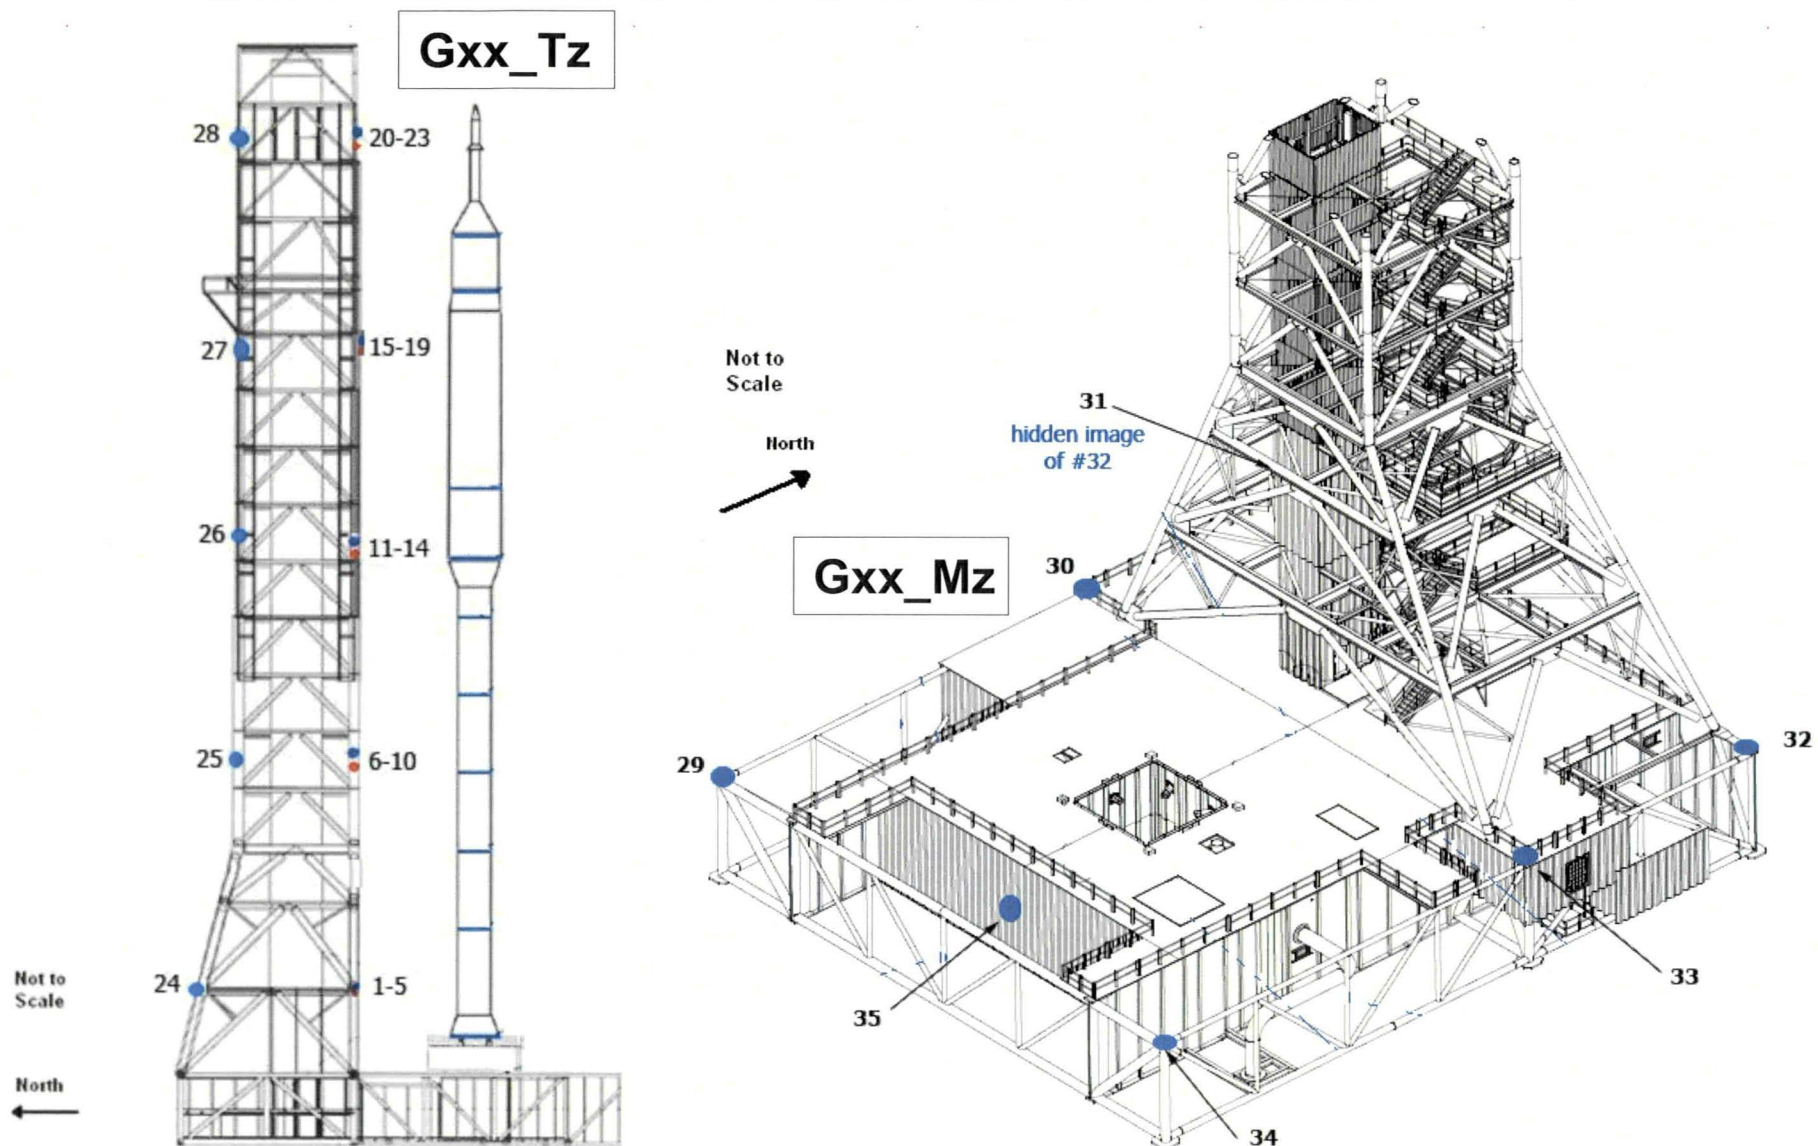 Gxx_Tz
28
20-23
27
15-19
26
11-14
25
6-10
24
1-5
Not to
Scale
North
Not to
Scale
North
Gxx_Mz
31
hidden image
of #32
30
29
32
33
35
34